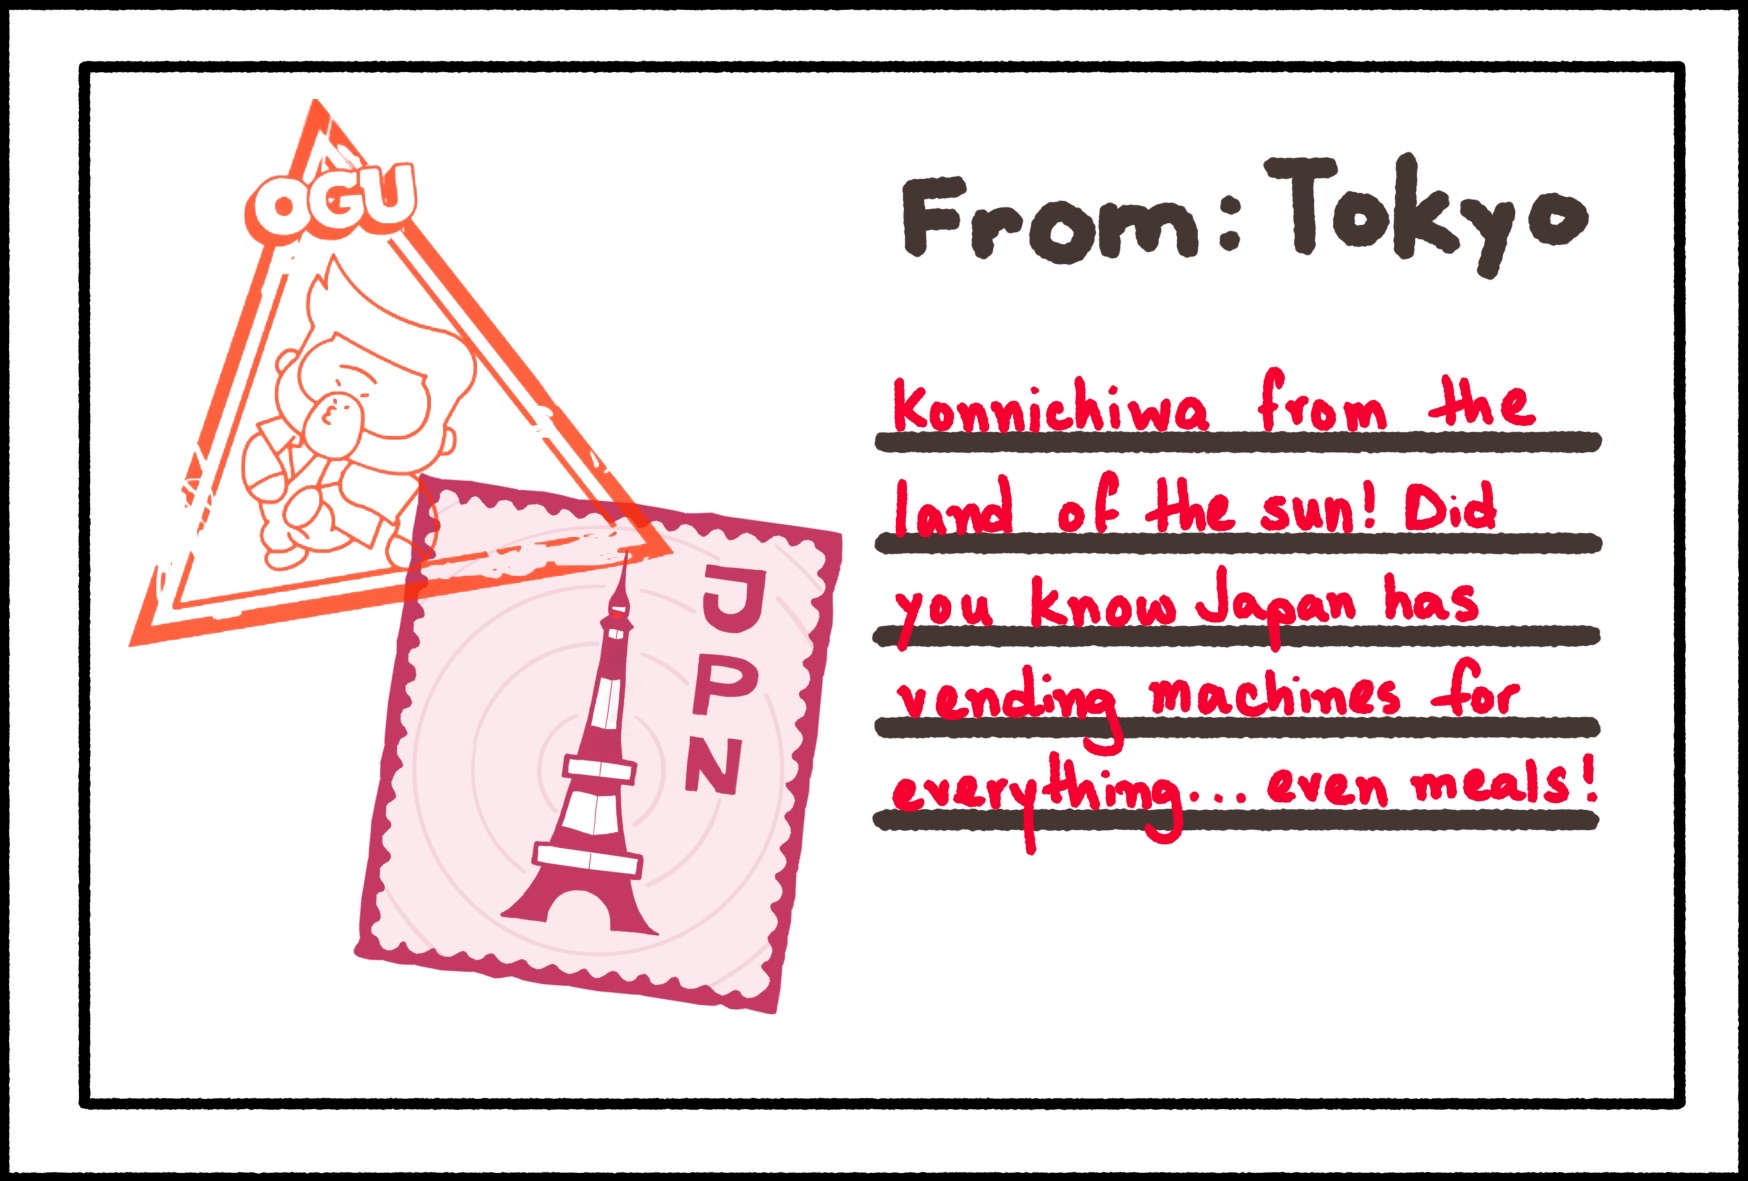 OGU
JPN
From: Tokyo
Konnichiwa from the
land of the sun! Did
you know Japan has
vending machines for
everything... even meals!